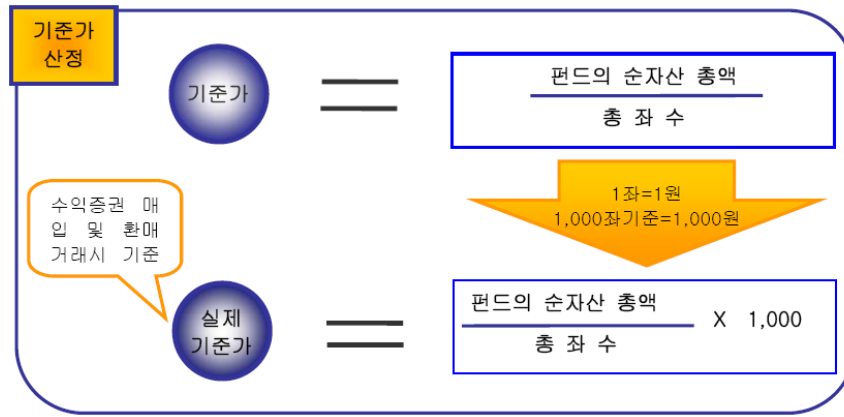 기준가
산정
기준가
펀드의 순자산 총액
총 좌 수
1좌=1원
1,000좌기준=1,000원
수익증권 매
입 및 환매
거래시 기준
실제
기준가
펀드의 순자산 총액
총 좌 수
X 1,000